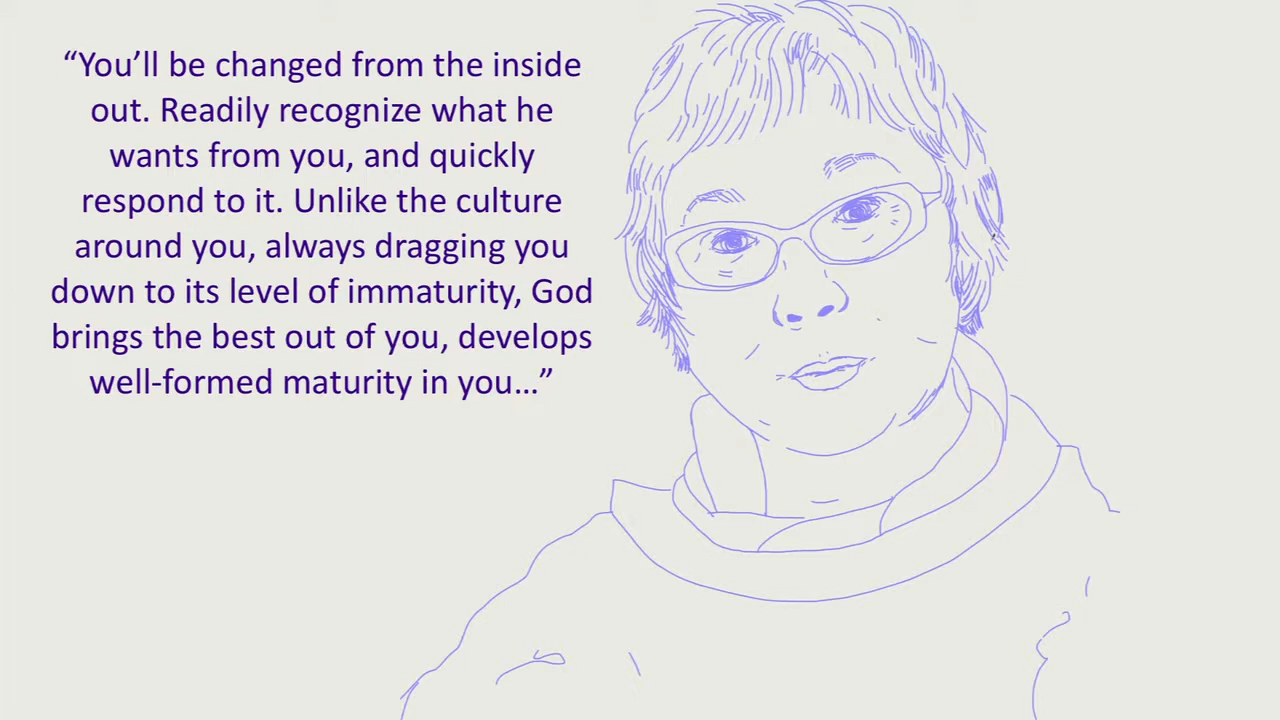 “You’ll be changed from the inside
out. Readily recognize what he
wants from you, and quickly
respond to it. Unlike the culture
around you, always dragging you
down to its level of immaturity, God
brings the best out of you, develops
well-formed maturity in you…”